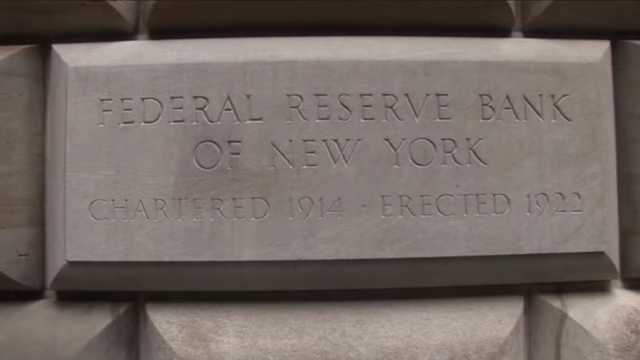 FEDERAL RESERVE BANK
OF NEW YORK
CHARTERED 1914 · ERECTED 1922